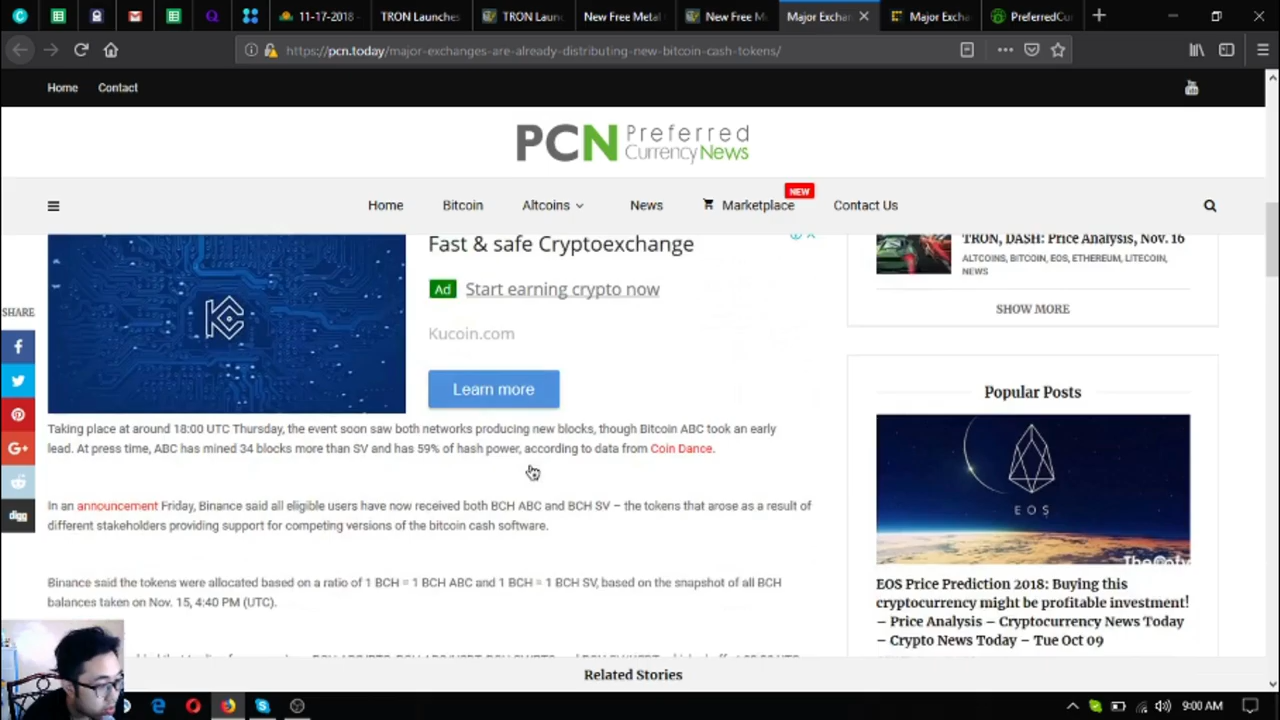 11-17-2018 -
TRON Launches
TRON Laun
New Free Metal
New Free M
Major Exchan
Major Excha
PreferredCur
https://pcn.today/major-exchanges-are-already-distributing-new-bitcoin-cash-tokens/
Home
Contact
PCN Preferred
CurrencyNews
NEW
Home
Bitcoin
Altcoins
News
Marketplace
Contact Us
Fast & safe Cryptoexchange
Ad
Start earning crypto now
Kucoin.com
Learn more
TRON, DASH: Price Analysis, Nov. 16
ALTCOINS, BITCOIN, EOS, ETHEREUM, LITECOIN,
NEWS
SHOW MORE
SHARE
digg
Taking place at around 18:00 UTC Thursday, the event soon saw both networks producing new blocks, though Bitcoin ABC took an early
lead. At press time, ABC has mined 34 blocks more than SV and has 59% of hash power, according to data from Coin Dance.
In an announcement Friday, Binance said all eligible users have now received both BCH ABC and BCH SV – the tokens that arose as a result of
different stakeholders providing support for competing versions of the bitcoin cash software.
Binance said the tokens were allocated based on a ratio of 1 BCH = 1 BCH ABC and 1 BCH = 1 BCH SV, based on the snapshot of all BCH
balances taken on Nov. 15, 4:40 PM (UTC).
Popular Posts
EOS
EOS Price Prediction 2018: Buying this
cryptocurrency might be profitable investment!
– Price Analysis – Cryptocurrency News Today
– Crypto News Today – Tue Oct 09
Related Stories
9:00 AM